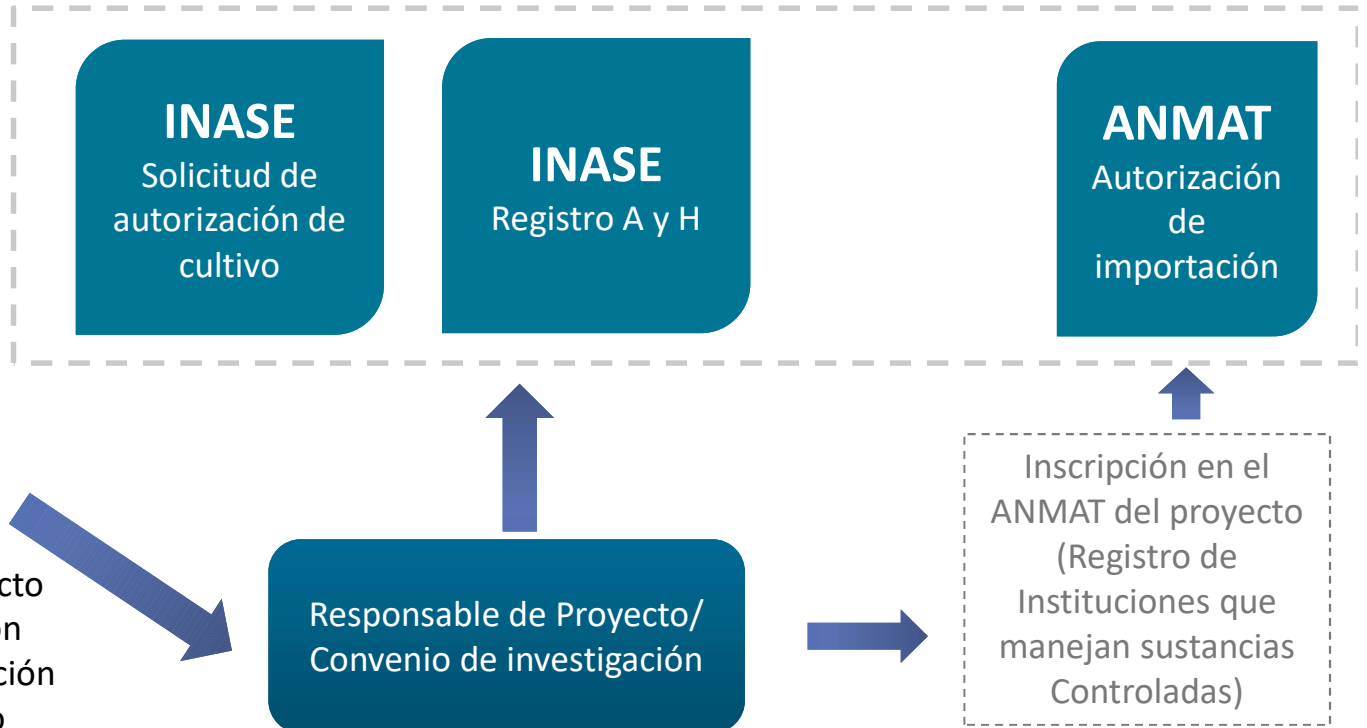 INASE
Solicitud de
autorización de
cultivo
INASE
Registro A y H
ANMAT
Autorización
de
importación
Responsable de Proyecto/
Convenio de investigación
Inscripción en el
ANMAT del proyecto
(Registro de
Instituciones que
manejan sustancias
Controladas)